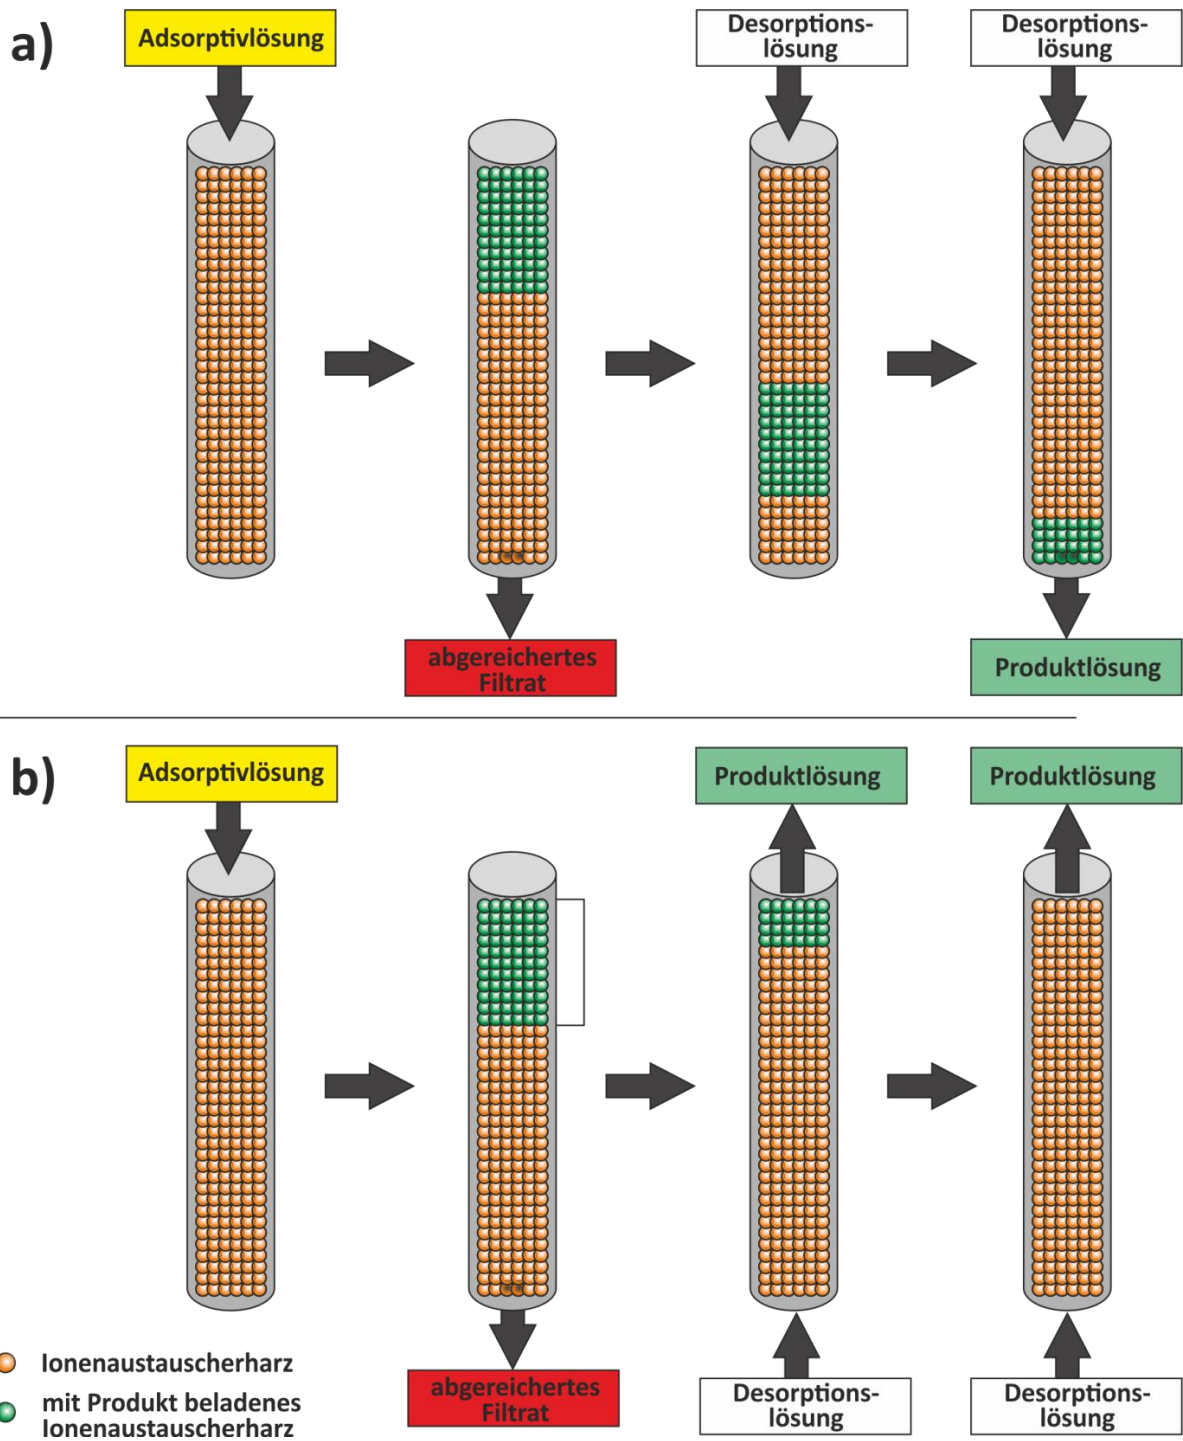 a)
Adsorptivlösung
Desorptions-
lösung
Desorptions-
lösung
abgereichertes
Filtrat
Produktlösung
b)
Adsorptivlösung
Produktlösung
Produktlösung
Ionenaustauscherharz
mit Produkt beladenes
Ionenaustauscherharz
abgereichertes
Filtrat
Desorptions-
lösung
Desorptions-
lösung